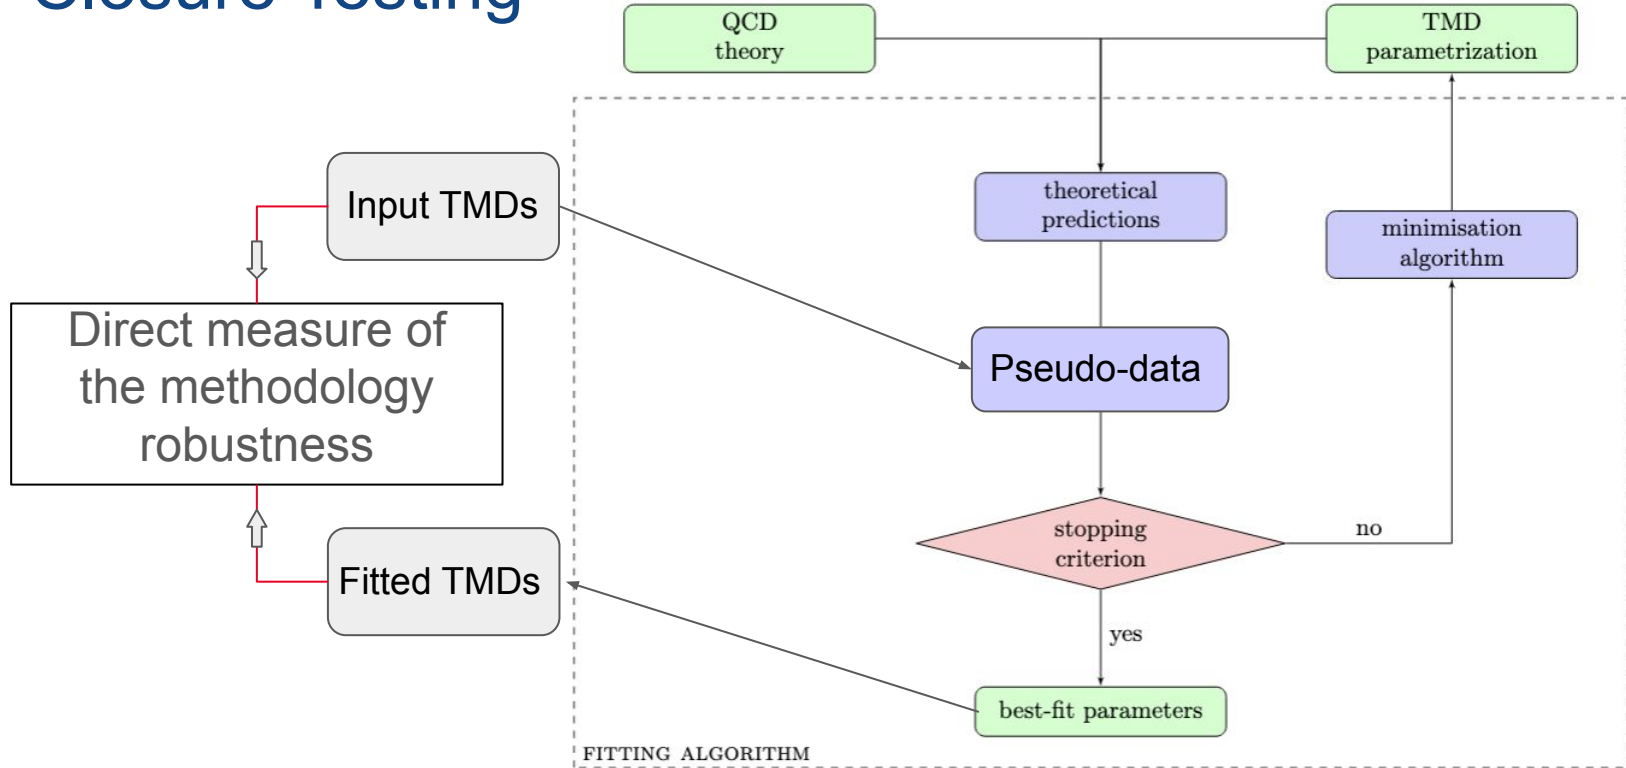 Closure Testing
QCD
theory
TMD
parametrization
Input TMDs
theoretical
predictions
minimisation
algorithm
Direct measure of
the methodology
robustness
Pseudo-data
stopping
criterion
no
Fitted TMDs
yes
best-fit parameters
FITTING ALGORITHM